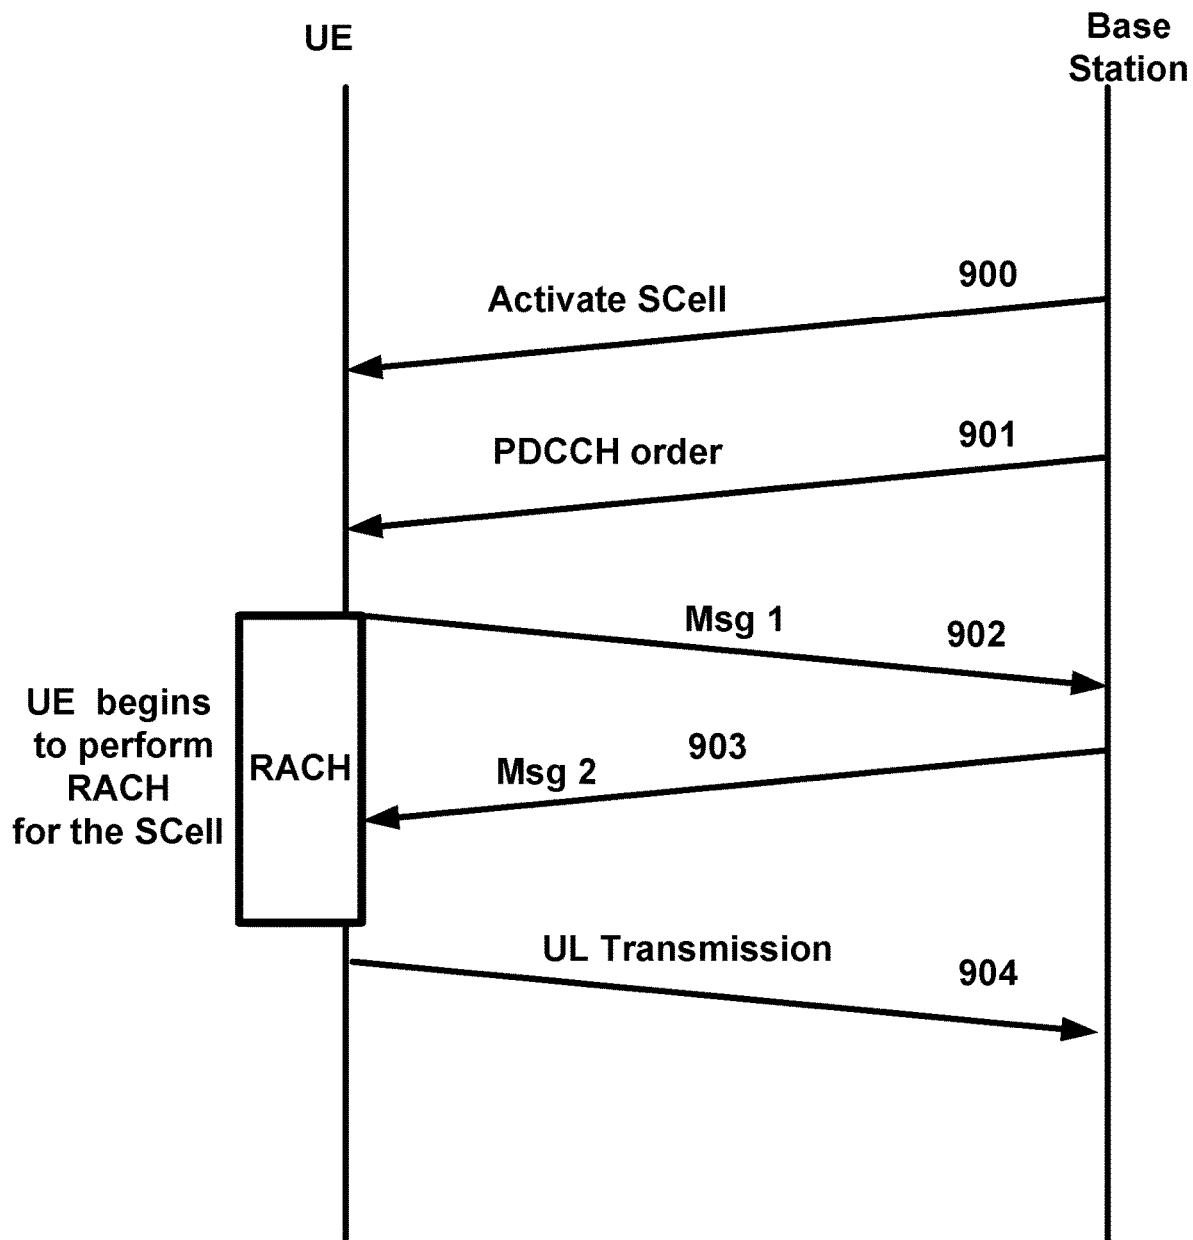 UE
Base
Station
900
Activate SCell
901
PDCCH order
Msg 1
902
UE begins
to perform
RACH
for the SCell
RACH
903
Msg 2
UL Transmission
904